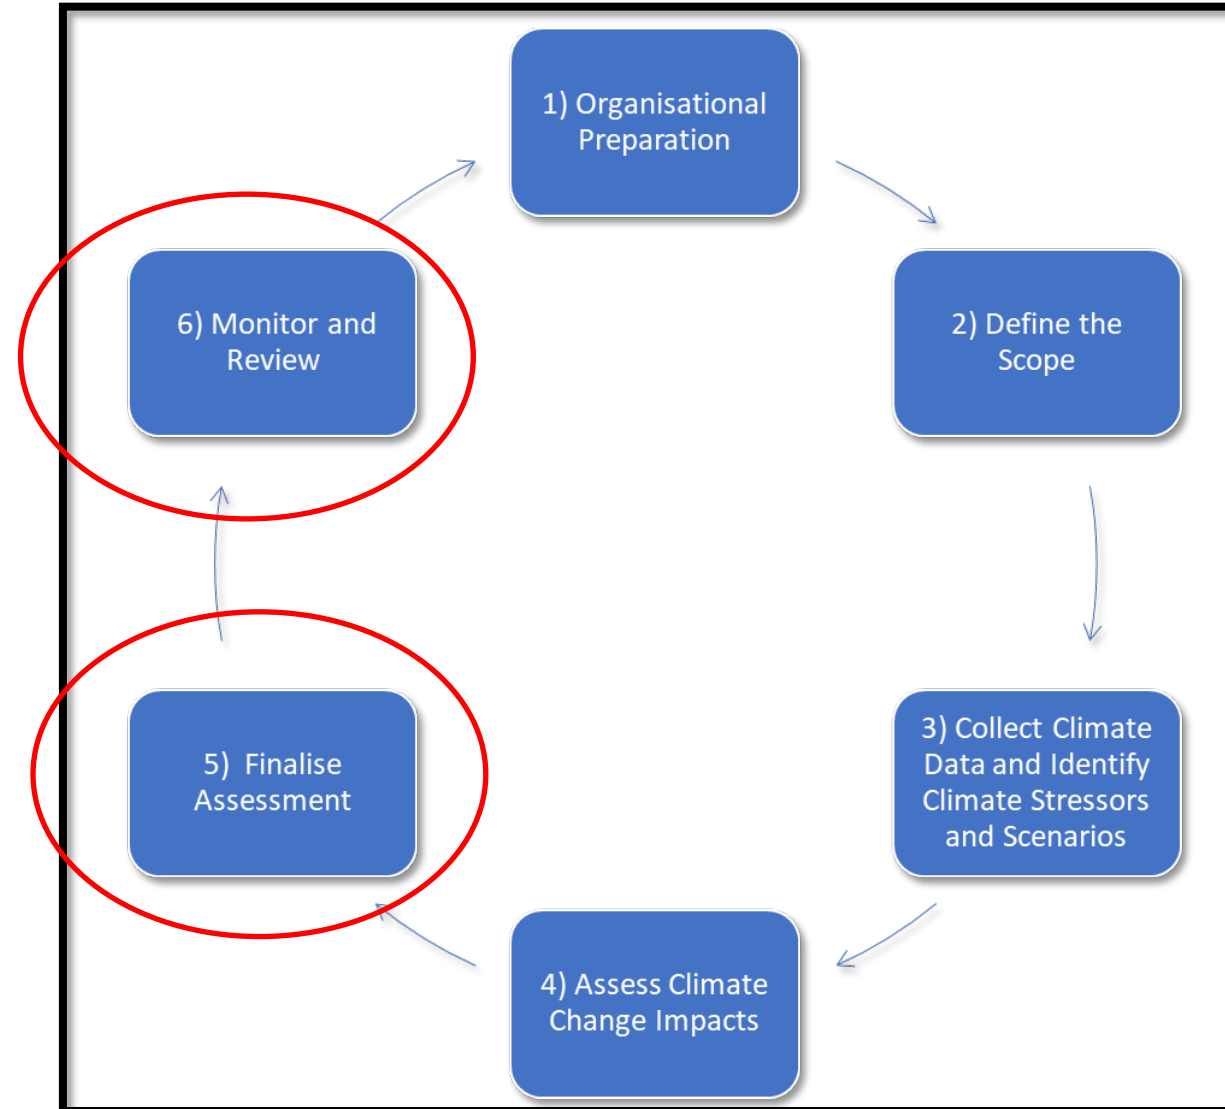 1) Organisational
Preparation
2) Define the
Scope
3) Collect Climate
Data and Identify
Climate Stressors
and Scenarios
4) Assess Climate
Change Impacts
5) Finalise
Assessment
6) Monitor and
Review